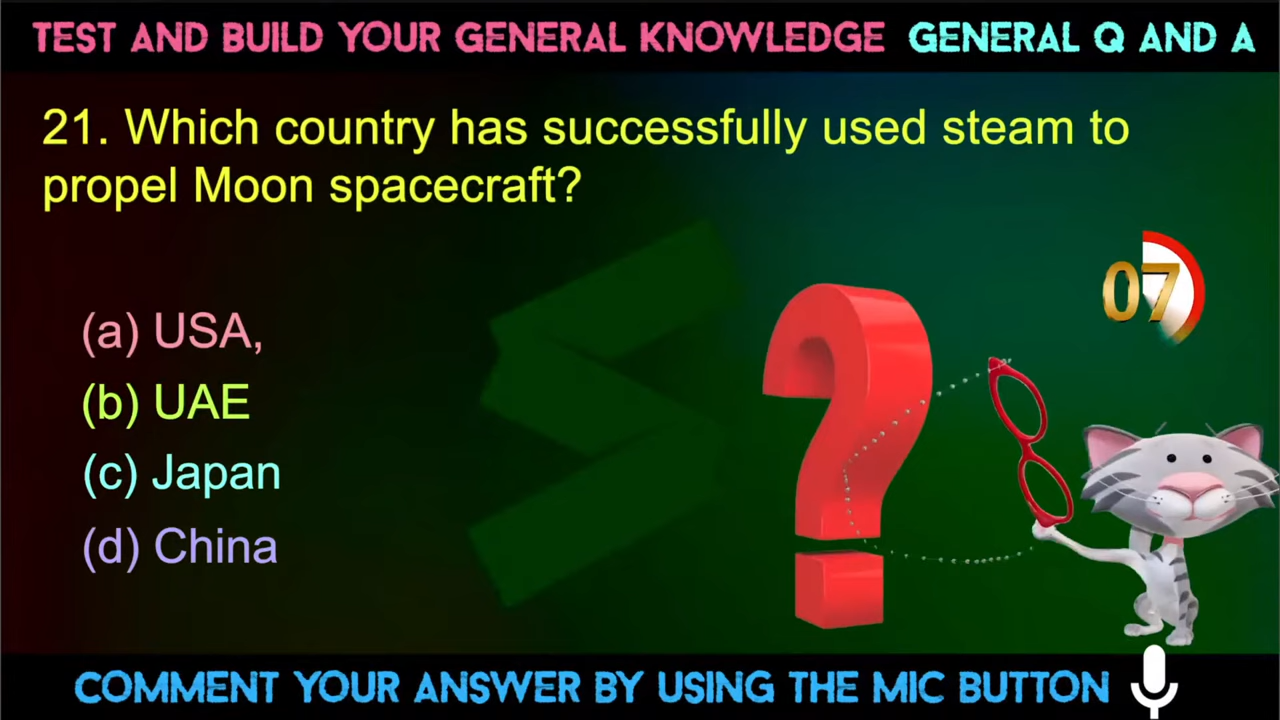 TEST AND BUILD YOUR GENERAL KNOWLEDGE GENERAL Q AND A
21. Which country has successfully used steam to
propel Moon spacecraft?
07
(a) USA,
(b) UAE
(c) Japan
(d) China
COMMENT YOUR ANSWER BY USING THE MIC BUTTON